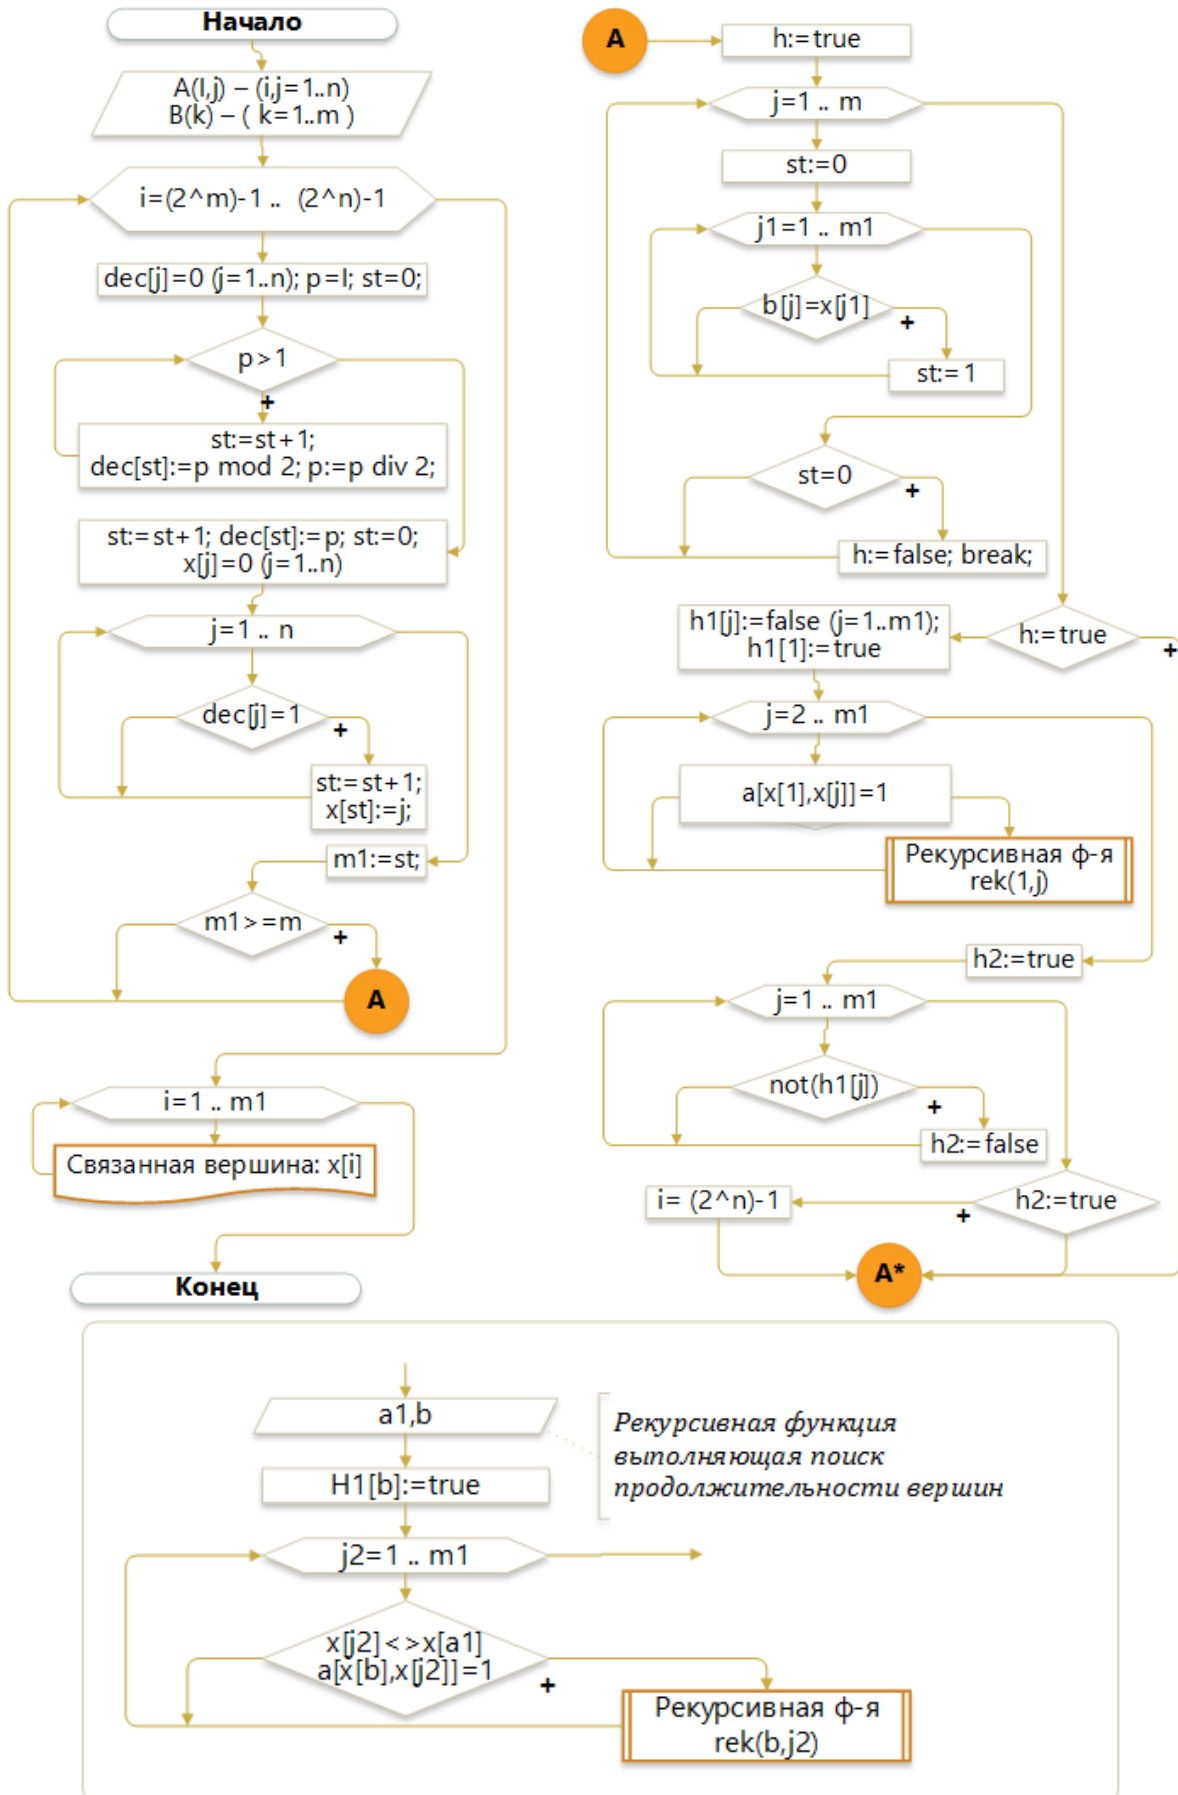 Начало
A(I,j) – (i,j=1..n)
B(k) – ( k=1..m )
i=(2^m)-1 .. (2^n)-1
dec[j]=0 (j=1..n); p=I; st=0;
p>1
+
st:=st+1;
dec[st]:=p mod 2; p:=p div 2;
st:=st+1; dec[st]:=p; st:=0;
x[j]=0 (j=1..n)
j=1 .. n
dec[j]=1
+
st:=st+1;
x[st]:=j;
m1:=st;
m1>=m
+
A
i=1 .. m1
Связанная вершина: x[i]
Конец
A
h:=true
j=1 .. m
st:=0
j1=1 .. m1
b[j]=x[j1]
+
st:=1
st=0
+
h:=false; break;
h:=true
+
h1[j]:=false (j=1..m1);
h1[1]:=true
j=2 .. m1
a[x[1],x[j]]=1
Рекурсивная ф-я
rek(1,j)
h2:=true
j=1 .. m1
not(h1[j])
+
h2:=false
h2:=true
+
i= (2^n)-1
A*
a1,b
Рекурсивная функция
выполняющая поиск
продолжительности вершин
H1[b]:=true
j2=1 .. m1
x[j2]<>x[a1]
a[x[b],x[j2]]=1
+
Рекурсивная ф-я
rek(b,j2)